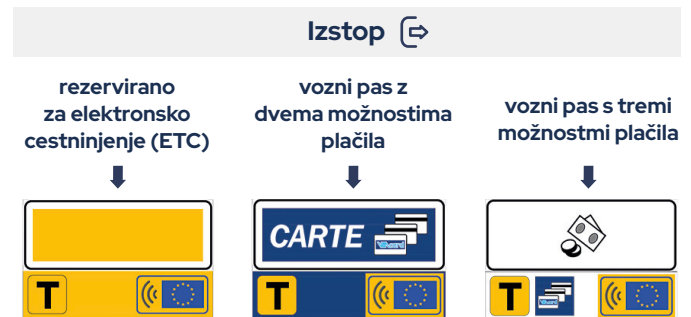 Izstop
rezervirano
za elektronsko
cestninjenje (ETC)
vozni pas z
dvema možnostima
plačila
vozni pas s tremi
možnostmi plačila
CARTE
T
T
T